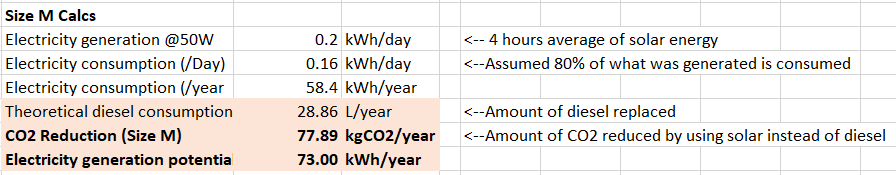 Size M Calcs
Electricity generation @50W 0.2 kWh/day <-- 4 hours average of solar energy
Electricity consumption (/Day) 0.16 kWh/day <--Assumed 80% of what was generated is consumed
Electricity consumption (/year 58.4 kWh/year
Theoretical diesel consumption 28.86 L/year <--Amount of diesel replaced
CO2 Reduction (Size M) 77.89 kgCO2/year <--Amount of CO2 reduced by using solar instead of diesel
Electricity generation potentia 73.00 kWh/year